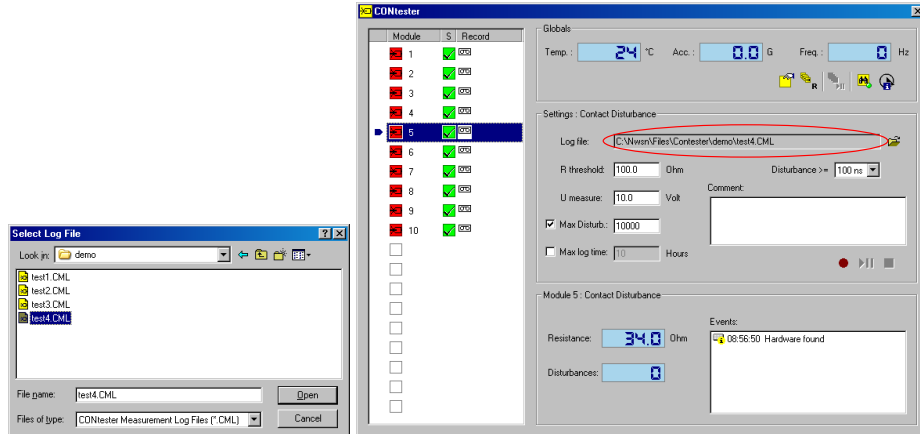 CONtester
Module S Record
1
2
3
4
5
6
7
8
9
10
Globals
Temp.: 24 °C Acc.: 0.0 G Freq.: 0 Hz
R
Settings : Contact Disturbance
Log file: C:\Nwsn\Files\Contester\demo\test4.CML
R threshold: 100.0 Ohm Disturbance >= 100 ns
U measure: 10.0 Volt Comment:
Max Disturb.: 10000
Max log time: 10 Hours
Module 5 : Contact Disturbance
Resistance: 34.0 Ohm
Disturbances: 0
Events:
08:56:50 Hardware found
Select Log File
Look in: demo
test1.CML
test2.CML
test3.CML
test4.CML
File name: test4.CML Open
Files of type: CONtester Measurement Log Files (*.CML) Cancel